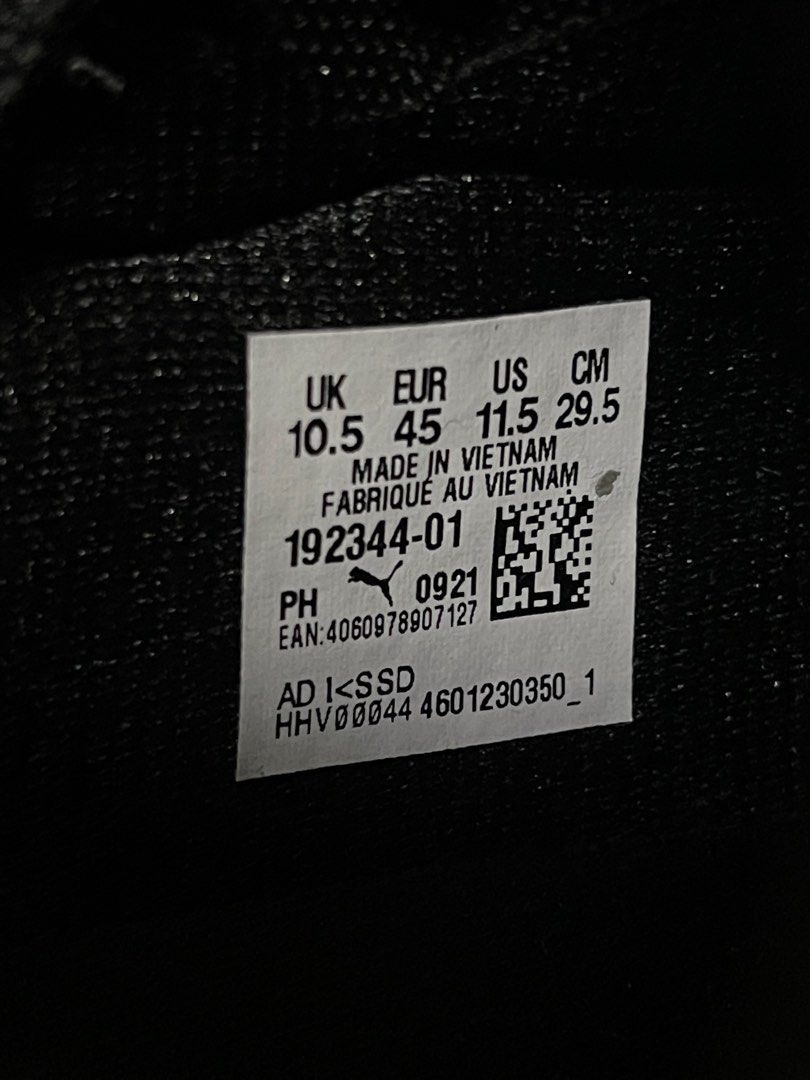 UK EUR US CM
10.5 45 11.5 29.5
MADE IN VIETNAM
FABRIQUÉ AU VIETNAM
192344-01
PH 0921
EAN:4060978907127
AD I<SSD
HHV00044 4601230350_1